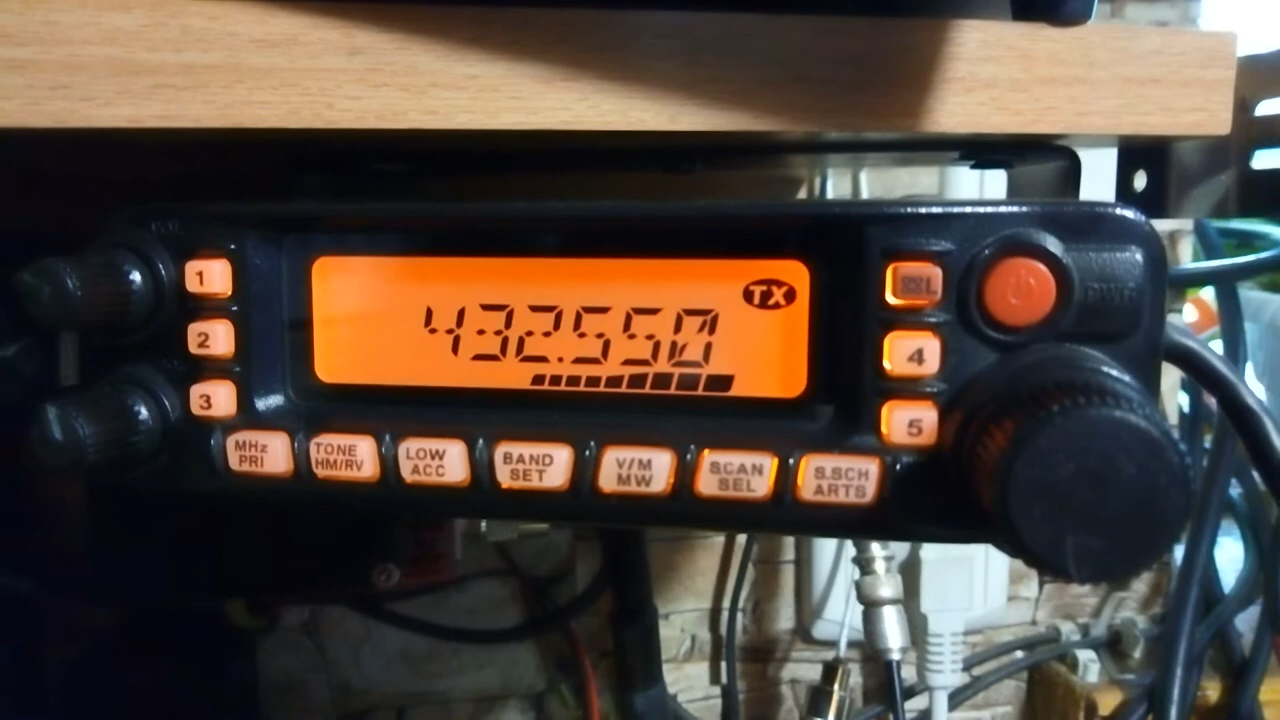 TX
432.550
1
2
3
4
5
PWR
MHz
PRI
TONE
HM/RV
LOW
ACC
BAND
SET
V/M
MW
SCAN
SEL
S.SCH
ARTS